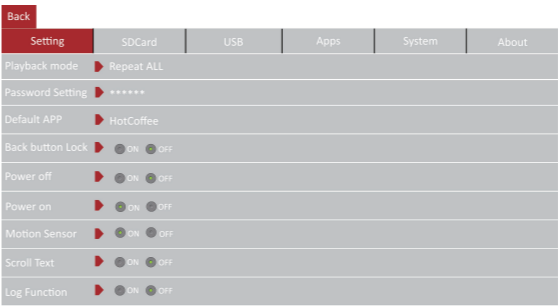 Back
Setting SDCard USB Apps System About
Playback mode Repeat ALL
Password Setting ******
Default APP HotCoffee
Back button Lock ON OFF
Power off ON OFF
Power on ON OFF
Motion Sensor ON OFF
Scroll Text ON OFF
Log Function ON OFF